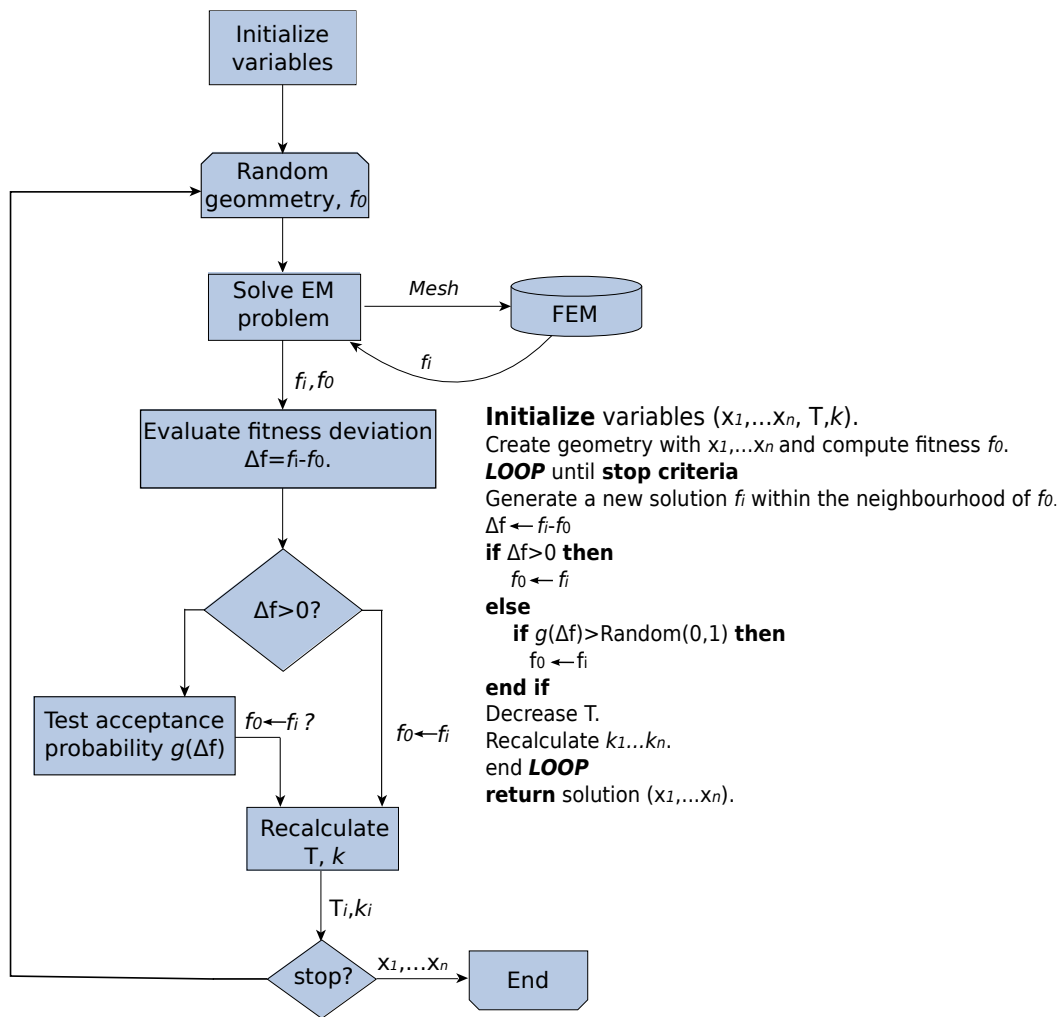 Initialize
variables
Random
geommetry, f0
Solve EM
problem
Mesh
FEM
fi
fi,f0
Evaluate fitness deviation
Δf=fi-f0.
Δf>0?
Test acceptance
probability g(Δf)
f0←fi?
f0←fi
Recalculate
T, k
Ti,ki
stop?
x1,...xn
End
Initialize variables (x1,...xn, T,k).
Create geometry with x1,...xn and compute fitness f0.
LOOP until stop criteria
Generate a new solution fi within the neighbourhood of f0.
Δf ← fi-f0
if Δf>0 then
f0 ← fi
else
if g(Δf)>Random(0,1) then
f0 ← fi
end if
Decrease T.
Recalculate k1...kn.
end LOOP
return solution (x1,...xn).